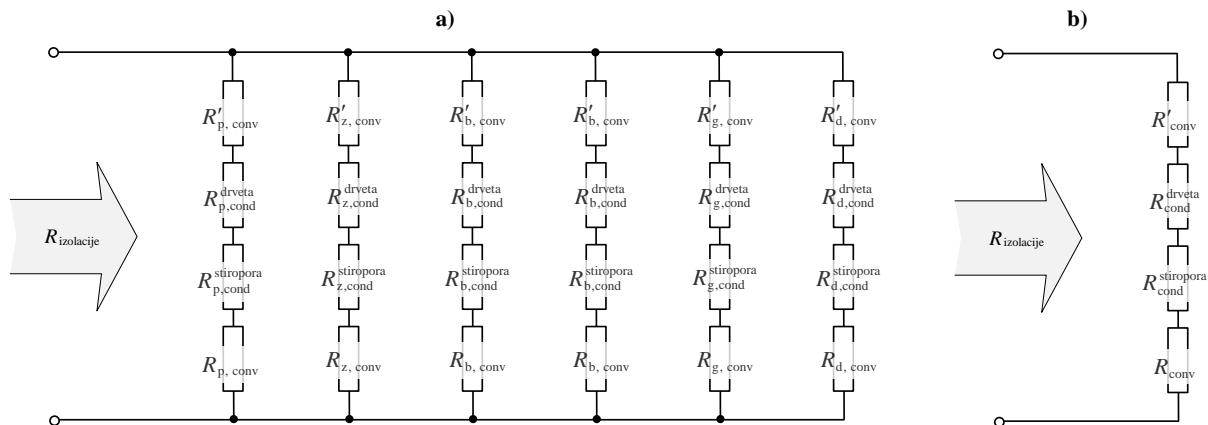 a)
b)
R′p, conv R′z, conv R′b, conv R′b, conv R′g, conv R′d, conv R′conv
Rdrvetap,cond Rdrvetaz,cond Rdrvetab,cond Rdrvetab,cond Rdrvetag,cond Rdrvetad,cond Rdrvetacond
Rizolacije Rizolacije
Rstiroporap,cond Rstiroporaz,cond Rstiroporab,cond Rstiroporab,cond Rstiroporag,cond Rstiroporad,cond Rstiroporacond
Rp, conv Rz, conv Rb, conv Rb, conv Rg, conv Rd, conv Rconv